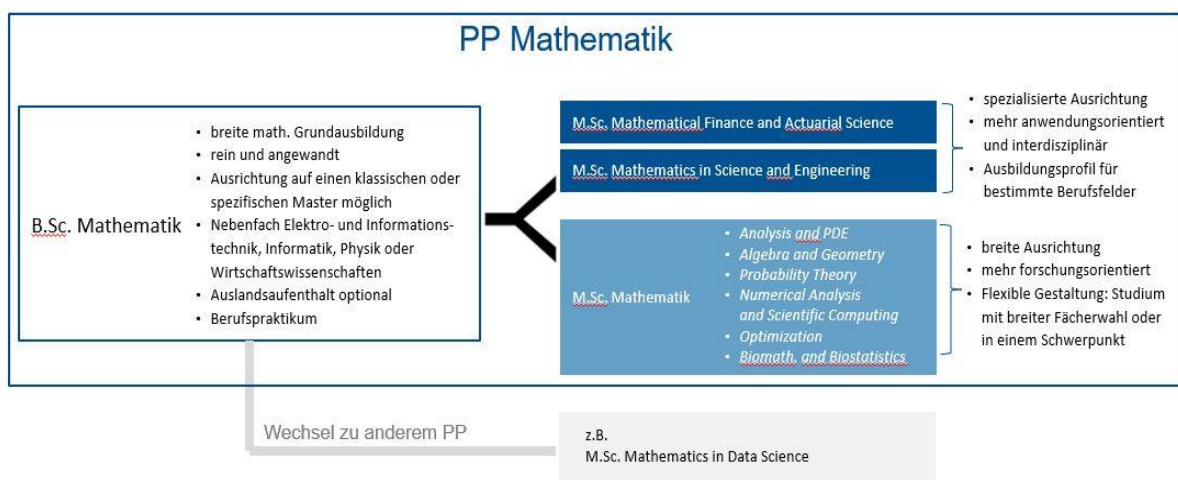 PP Mathematik
B.Sc. Mathematik
• breite math. Grundausbildung
• rein und angewandt
• Ausrichtung auf einen klassischen oder
spezifischen Master möglich
• Nebenfach Elektro- und Informations-
technik, Informatik, Physik oder
Wirtschaftswissenschaften
• Auslandsaufenthalt optional
• Berufspraktikum
M.Sc. Mathematical Finance and Actuarial Science
M.Sc. Mathematics in Science and Engineering
• spezialisierte Ausrichtung
• mehr anwendungsorientiert
und interdisziplinär
• Ausbildungsprofil für
bestimmte Berufsfelder
M.Sc. Mathematik
• Analysis and PDE
• Algebra and Geometry
• Probability Theory
• Numerical Analysis
and Scientific Computing
• Optimization
• Biomath. and Biostatistics
• breite Ausrichtung
• mehr forschungsorientiert
• Flexible Gestaltung: Studium
mit breiter Fächerwahl oder
in einem Schwerpunkt
Wechsel zu anderem PP
z.B.
M.Sc. Mathematics in Data Science